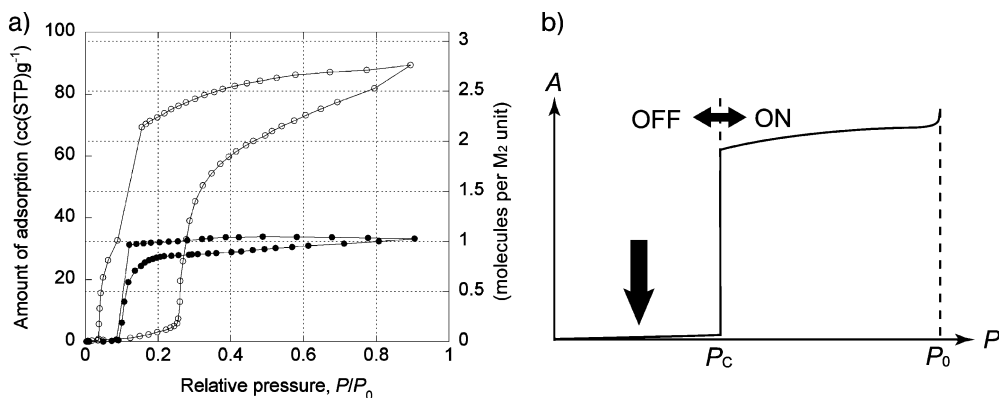 a)
100
80
60
40
20
0
Amount of adsorption (cc(STP)g⁻¹)
3
2.5
2
1.5
1
0.5
0
(molecules per M₂ unit)
0 0.2 0.4 0.6 0.8 1
Relative pressure, P/P₀
b)
A
OFF ON
P_C P₀ P